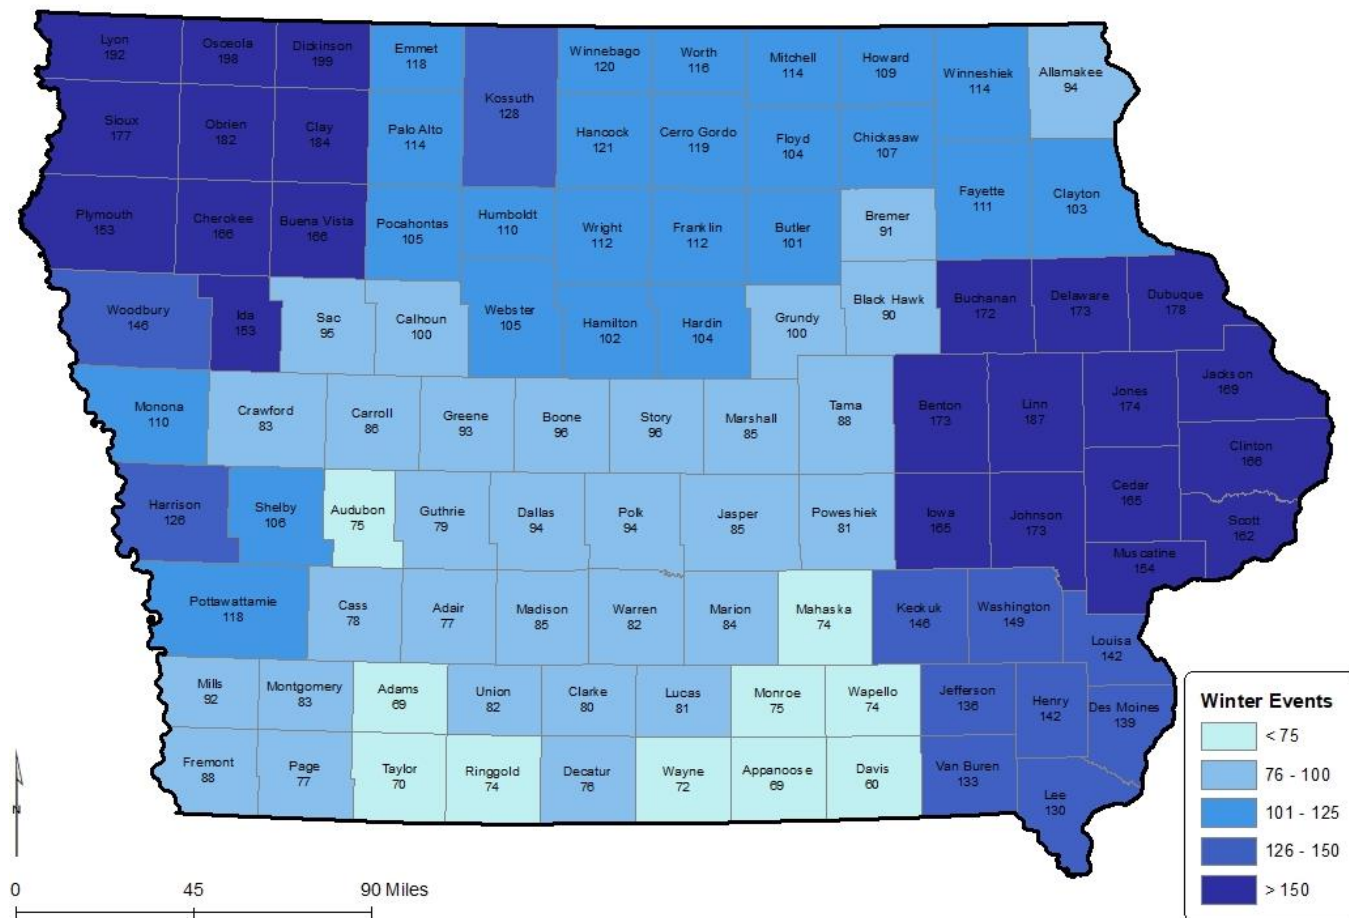 Lyon
192
Osceola
198
Dickinson
199
Emmet
118
Kossuth
128
Winnebago
120
Worth
116
Mitchell
114
Howard
109
Winneshiek
114
Allamakee
94
Sioux
177
Obrien
182
Clay
184
Palo Alto
114
Hancock
121
Cerro Gordo
119
Floyd
104
Chickasaw
107
Fayette
111
Clayton
103
Plymouth
153
Cherokee
166
Buena Vista
166
Pocahontas
105
Humboldt
110
Wright
112
Franklin
112
Butler
101
Bremer
91
Woodbury
146
Ida
153
Sac
95
Calhoun
100
Webster
105
Hamilton
102
Hardin
104
Grundy
100
Black Hawk
90
Buchanan
172
Delaware
173
Dubuque
178
Monona
110
Crawford
83
Carroll
86
Greene
93
Boone
96
Story
96
Marshall
85
Tama
88
Benton
173
Linn
187
Jones
174
Jackson
169
Clinton
166
Harrison
126
Shelby
106
Audubon
75
Guthrie
79
Dallas
94
Polk
94
Jasper
85
Poweshiek
81
Iowa
165
Johnson
173
Cedar
165
Scott
162
Muscatine
154
Pottawattamie
118
Cass
78
Adair
77
Madison
85
Warren
82
Marion
84
Mahaska
74
Keokuk
146
Washington
149
Louisa
142
Mills
92
Montgomery
83
Adams
69
Union
82
Clarke
80
Lucas
81
Monroe
75
Wapello
74
Jefferson
136
Henry
142
Des Moines
139
Fremont
88
Page
77
Taylor
70
Ringgold
74
Decatur
76
Wayne
72
Appanoose
69
Davis
60
Van Buren
133
Lee
130
Winter Events
< 75
76 - 100
101 - 125
126 - 150
> 150
N
0 45 90 Miles